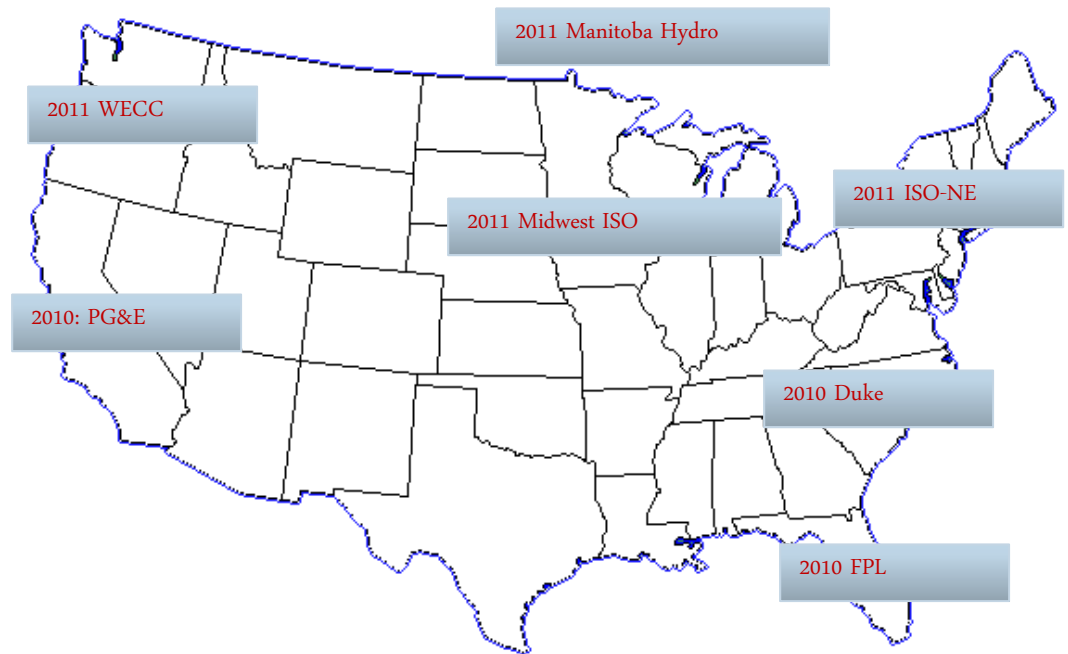 2011 Manitoba Hydro
2011 WECC
2011 ISO-NE
2011 Midwest ISO
2010: PG&E
2010 Duke
2010 FPL